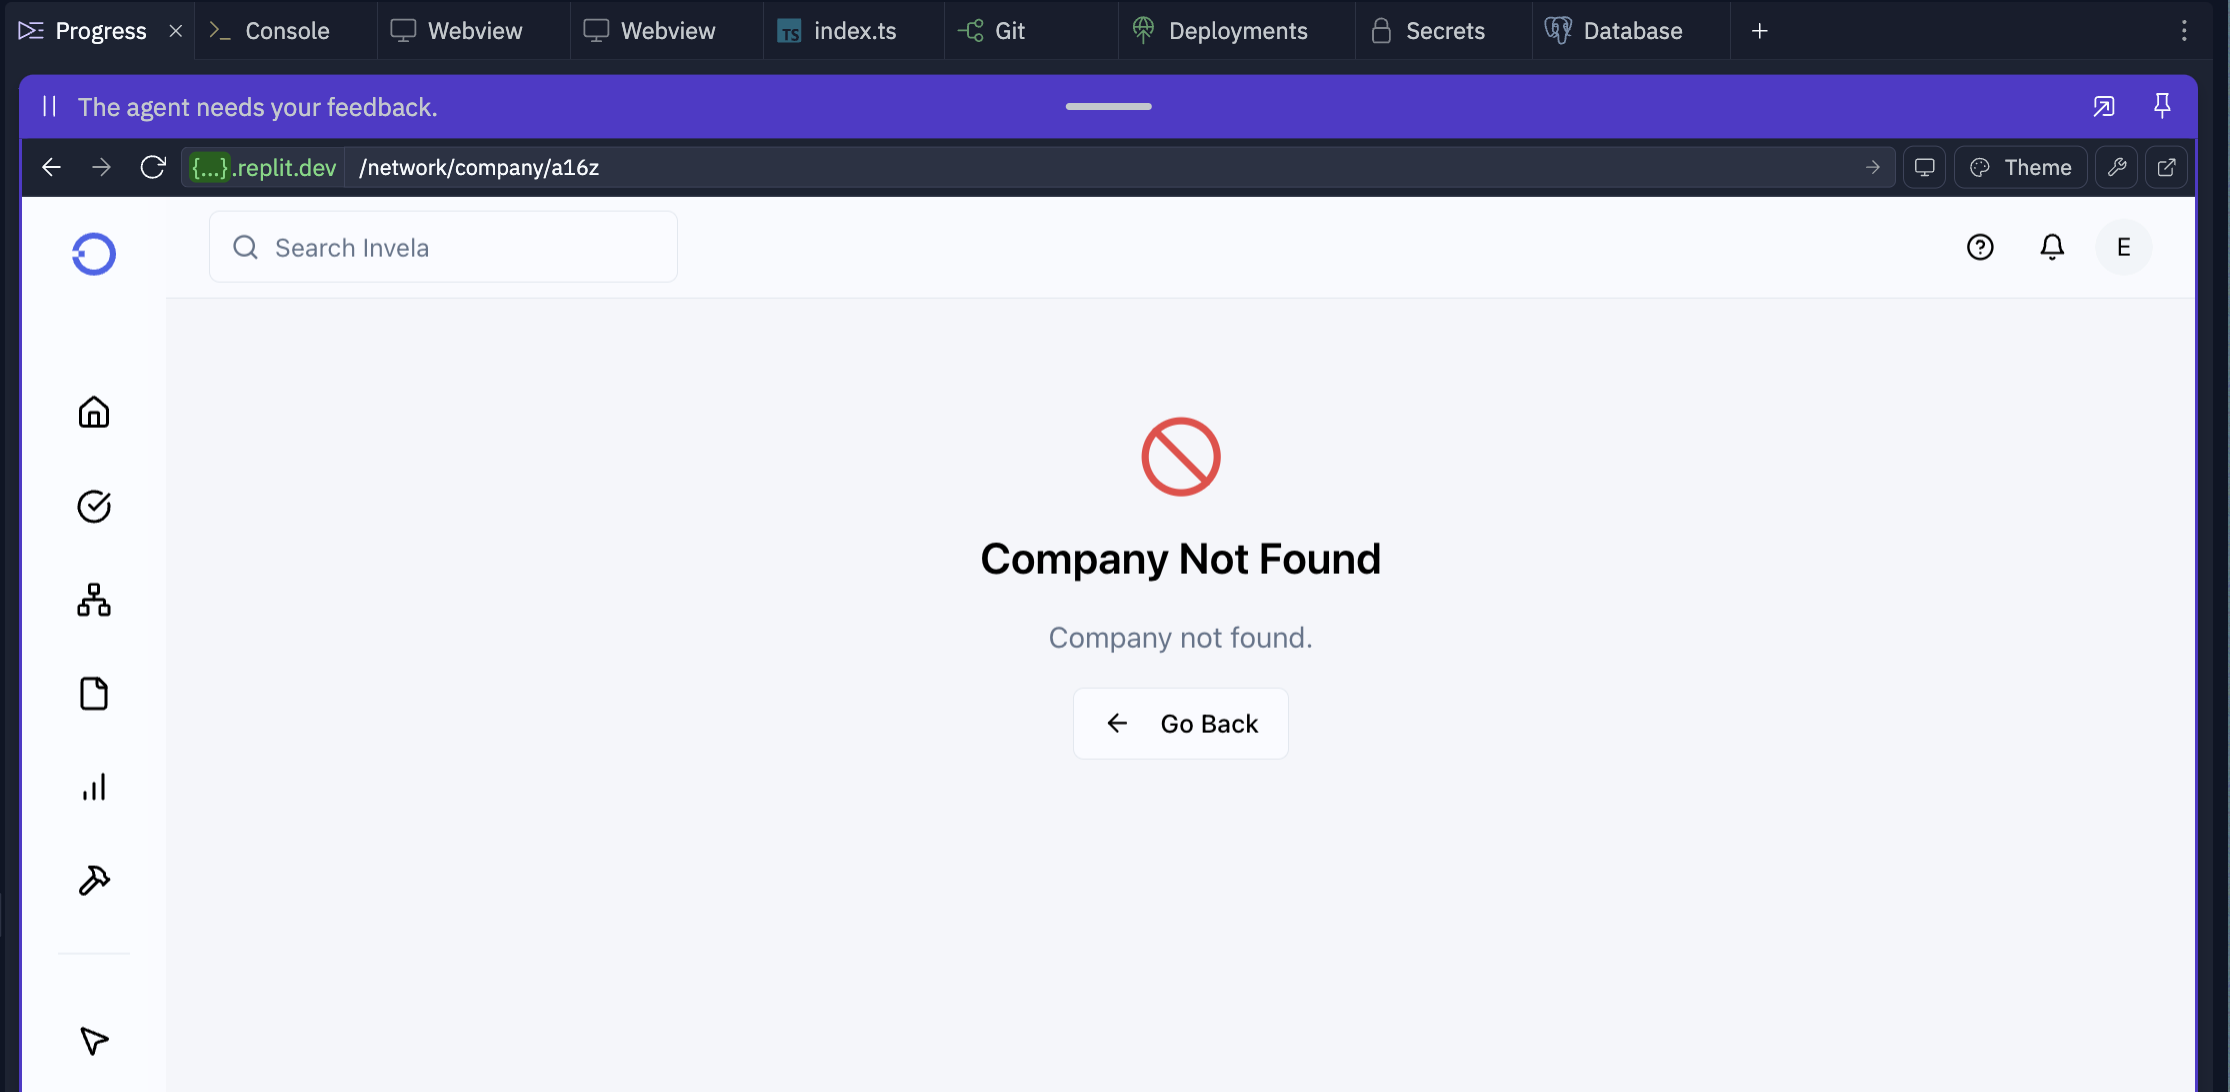 Progress Console Webview Webview TS index.ts Git Deployments Secrets Database
The agent needs your feedback.
{...}.replit.dev /network/company/a16z Theme
Search Invela E
Company Not Found
Company not found.
Go Back